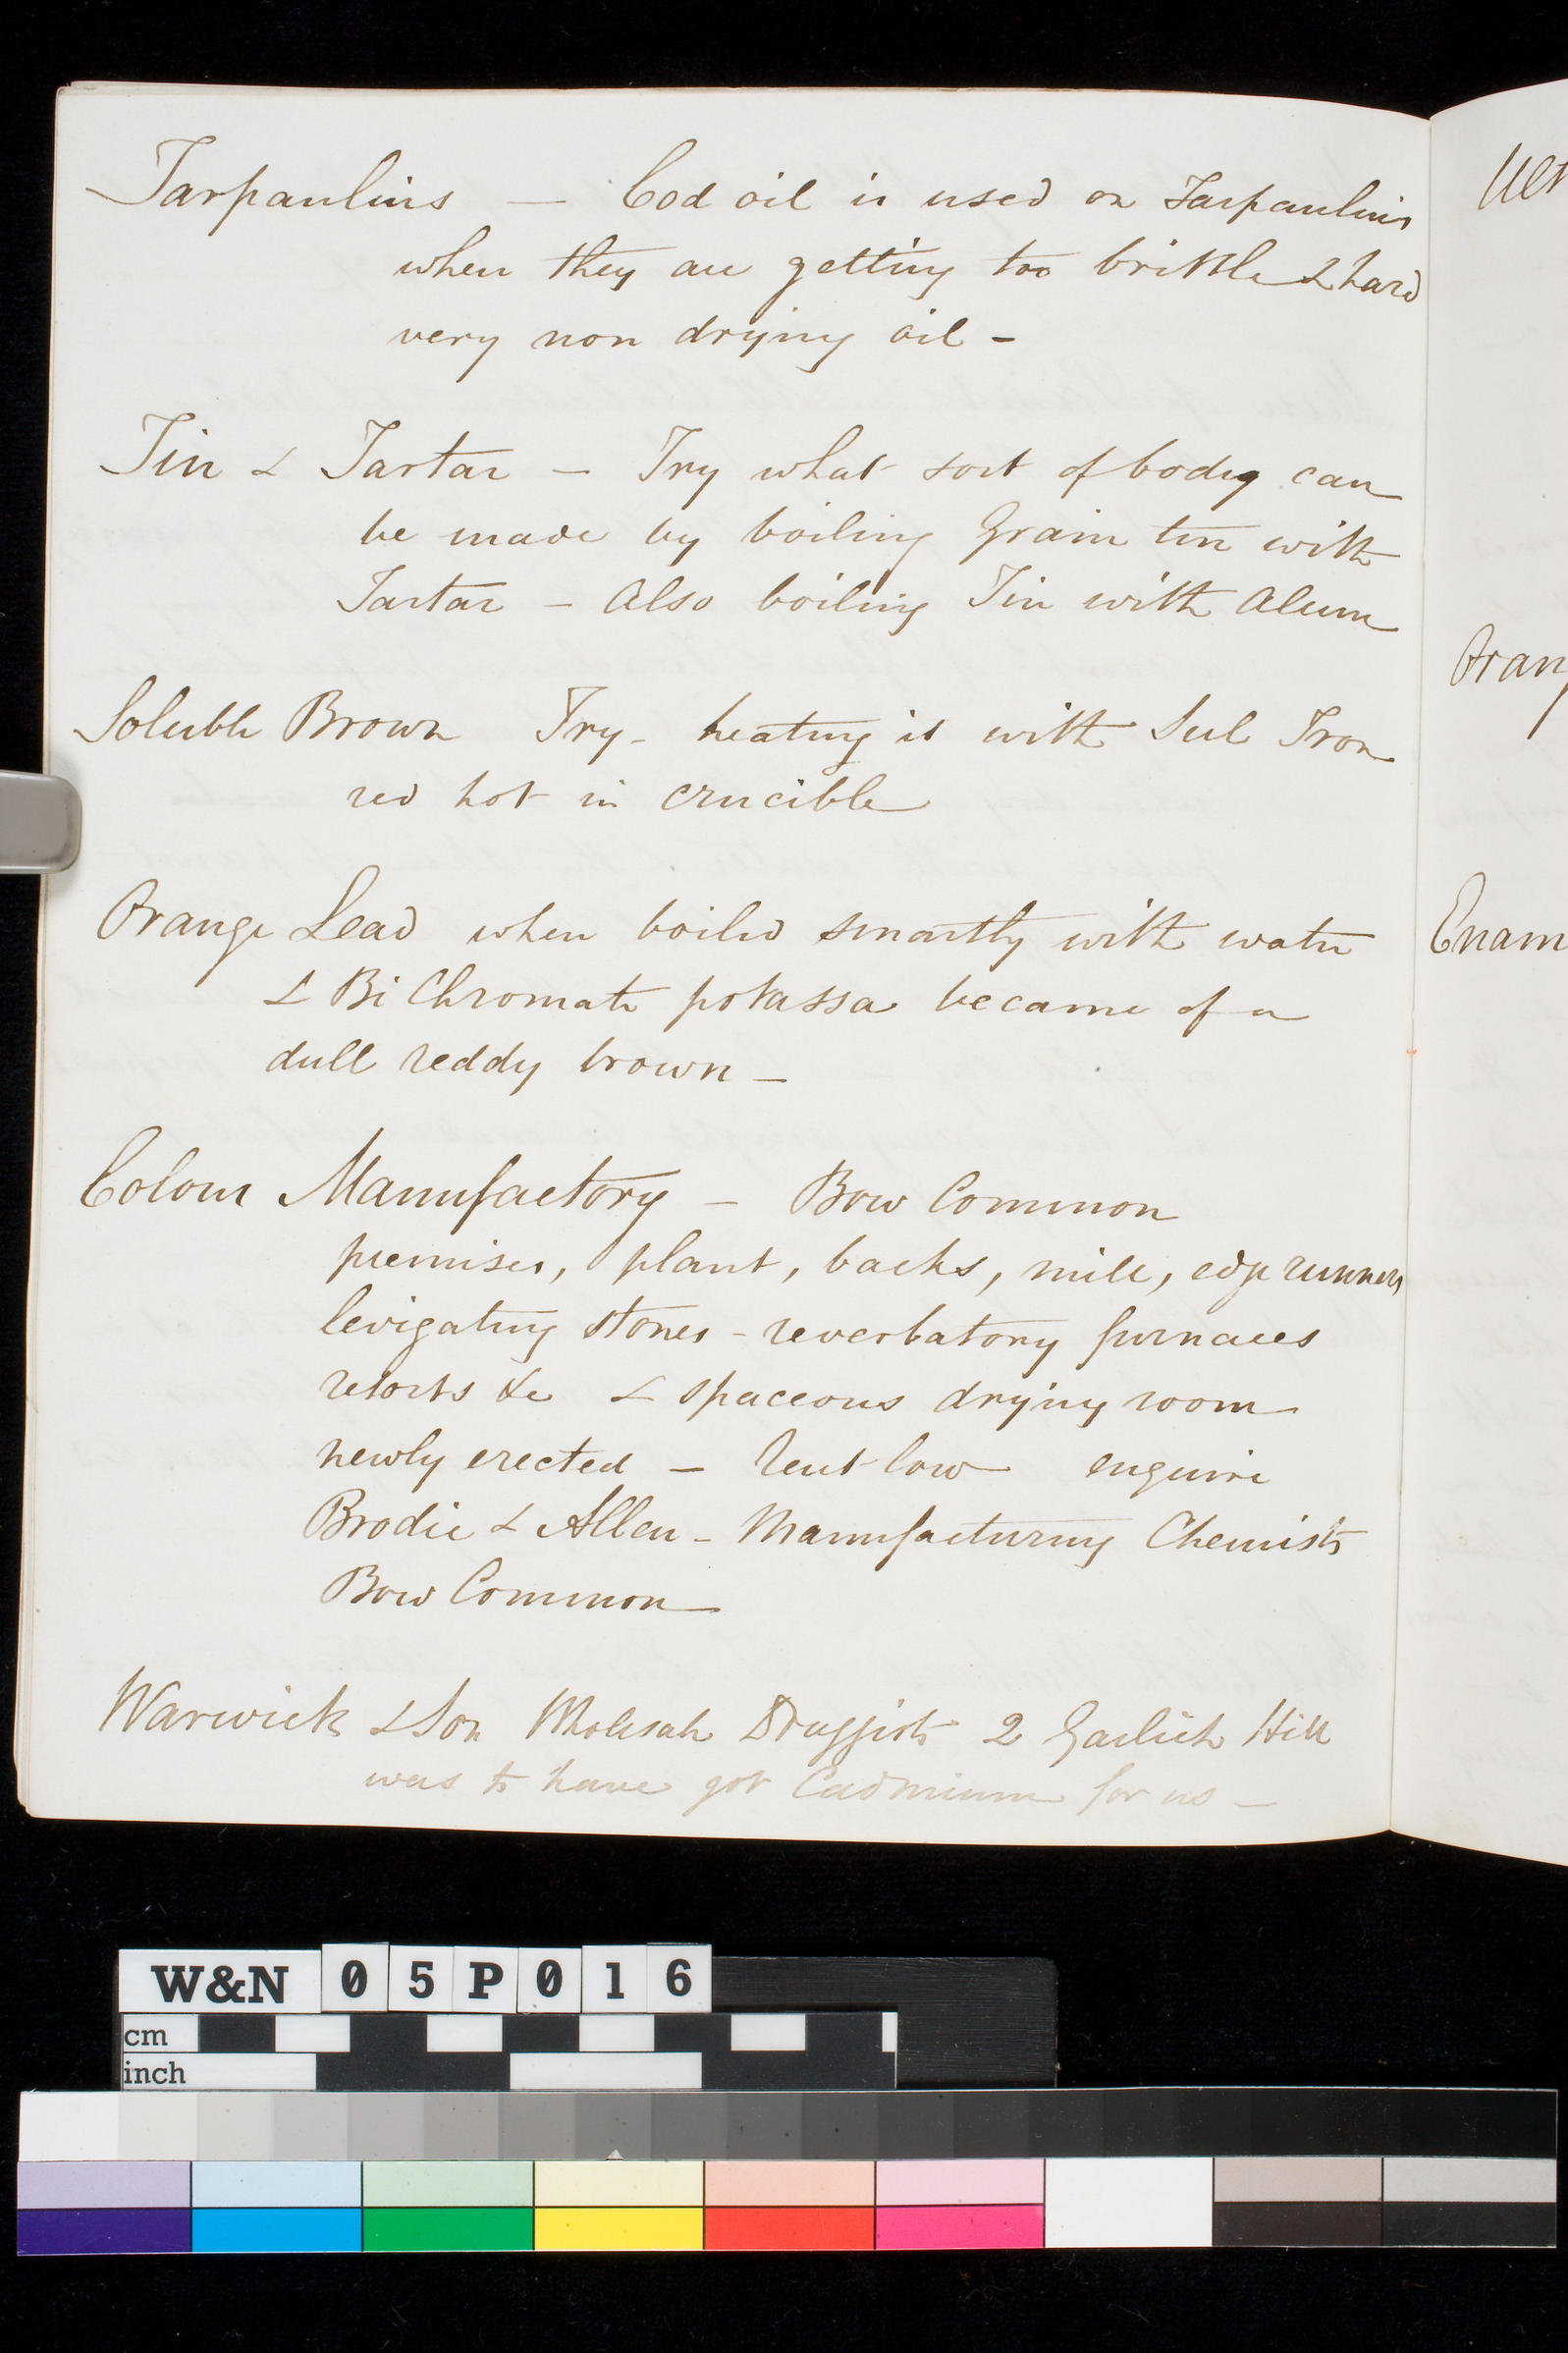 Tarpaulins — Cod oil is used on Tarpaulins
when they are getting too brittle & hard
very non drying oil -
Tin & Tartar — Try what sort of body can
be made by boiling Grain tin with
Tartar — Also boiling Tin with Alum
Soluble Brown Try - heating it with Sul Iron
red hot in crucible
Orange Lead when boiled smartly with water
& Bi Chromate potassa became of a
dull reddy brown —
Colour Manufactory — Bow Common
premises, plant, backs, mill, edge runners
levigating stones - reverbatory furnaces
retorts &c & spaceous drying room
newly erected — Rent low enquire
Brodie & Allen - Manufacturing Chemists
Bow Common
Warwick & Son Wholesale Druggists 2 Garlick Hill
was to have got Cadmium for us —
Ult
Orang
Enam
W&N 05P016
cm
inch